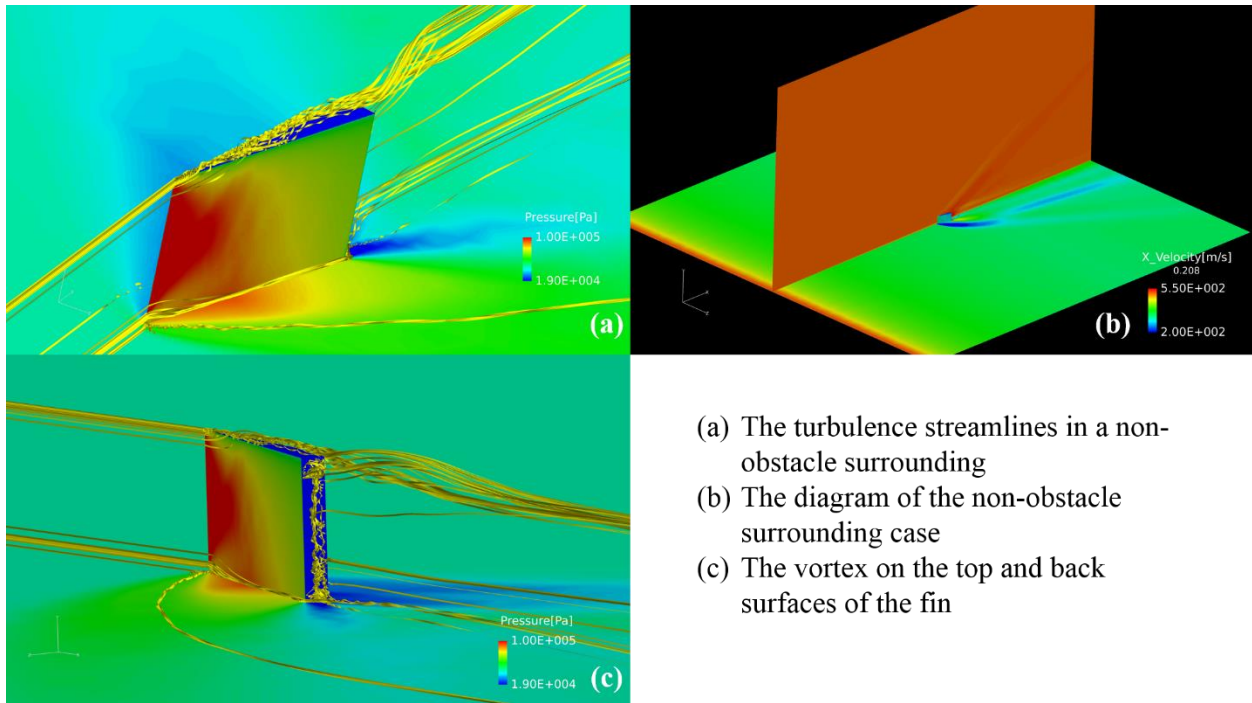 Pressure[Pa]
1.00E+005
1.90E+004
(a)
X_Velocity[m/s]
0.208
5.50E+002
2.00E+002
(b)
Pressure[Pa]
1.00E+005
1.90E+004
(c)
(a) The turbulence streamlines in a non-
obstacle surrounding
(b) The diagram of the non-obstacle
surrounding case
(c) The vortex on the top and back
surfaces of the fin